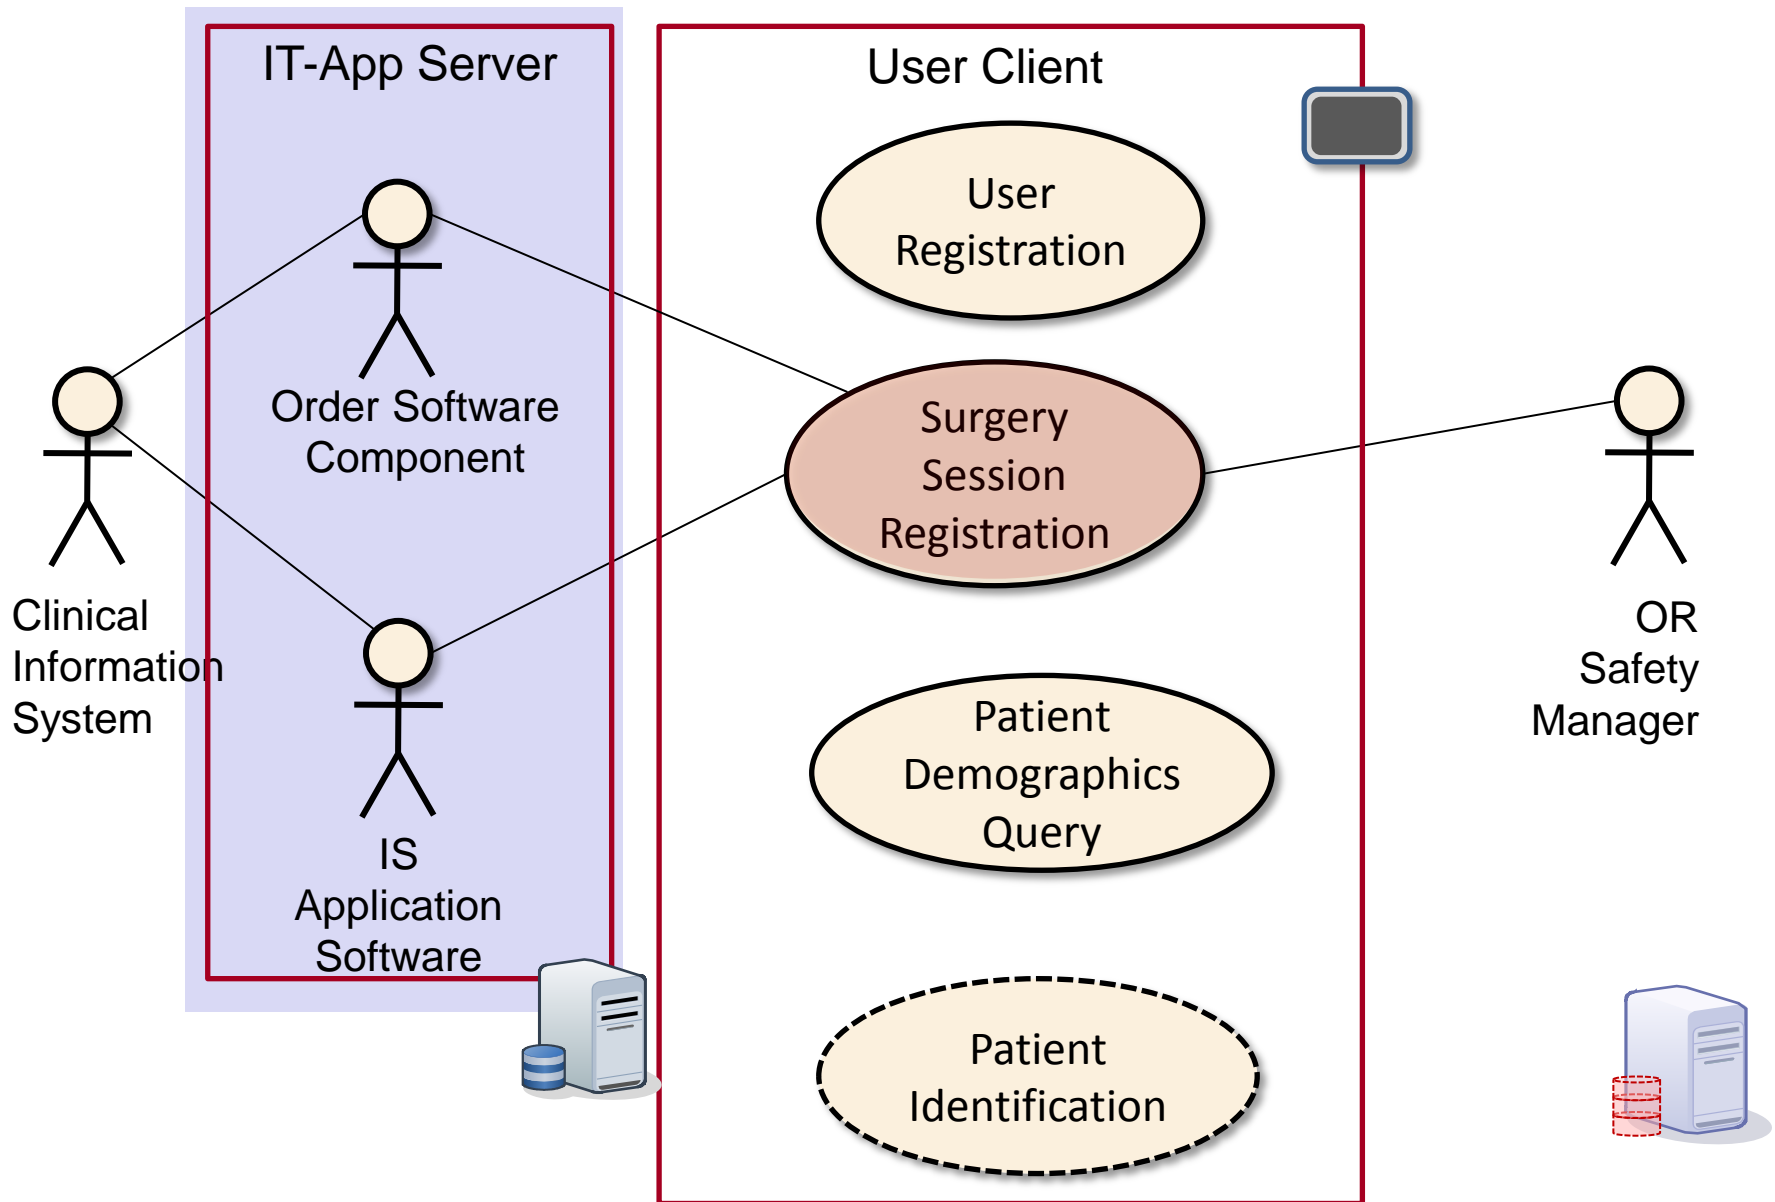 IT-App Server
User Client
User
Registration
Order Software
Component
Surgery
Session
Registration
Clinical
Information
System
OR
Safety
Manager
IS
Application
Software
Patient
Demographics
Query
Patient
Identification